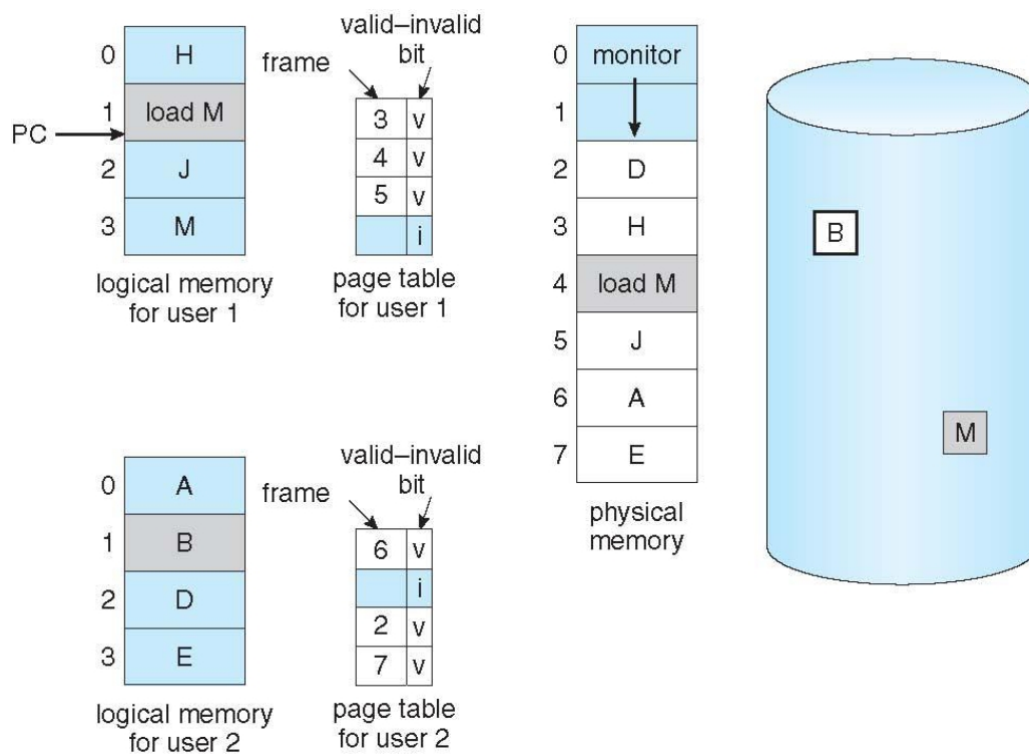 0 H
1 load M
PC
2 J
3 M
logical memory
for user 1
valid–invalid
frame bit
3 v
4 v
5 v
i
page table
for user 1
0 A
1 B
2 D
3 E
logical memory
for user 2
valid–invalid
frame bit
6 v
i
2 v
7 v
page table
for user 2
0 monitor
1
2 D
3 H
4 load M
5 J
6 A
7 E
physical
memory
B
M